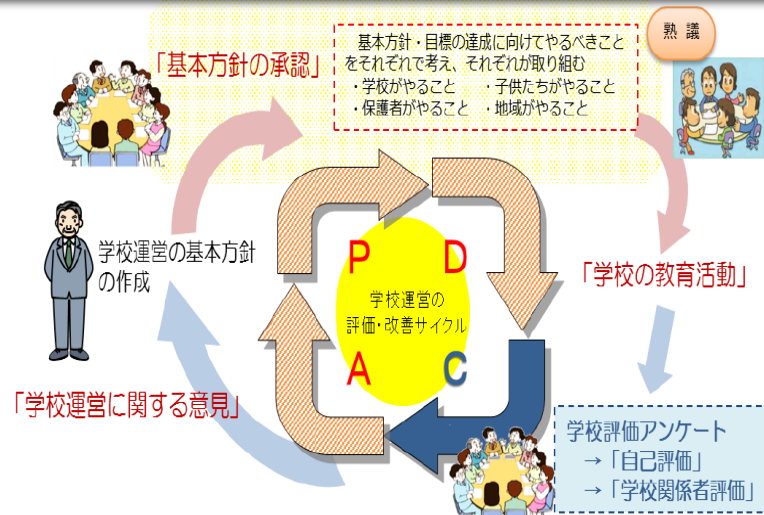 熟 議
「基本方針の承認」
基本方針・目標の達成に向けてやるべきこと
をそれぞれで考え、それぞれが取り組む
・学校がやること　・子供たちがやること
・保護者がやること　・地域がやること
学校運営の基本方針
の作成
P D
学校運営の
評価・改善サイクル
A C
「学校の教育活動」
「学校運営に関する意見」
学校評価アンケート
→「自己評価」
→「学校関係者評価」